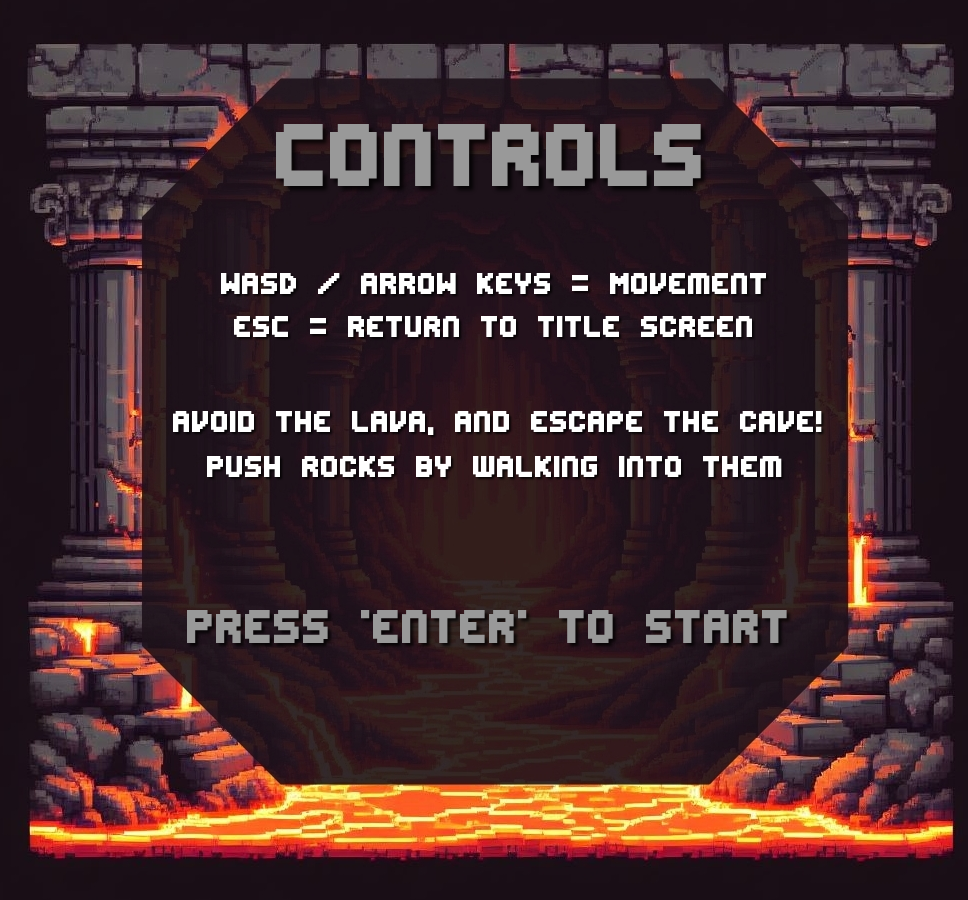 CONTROLS
WASD / ARROW KEYS = MOVEMENT
ESC = RETURN TO TITLE SCREEN
AVOID THE LAVA, AND ESCAPE THE CAVE!
PUSH ROCKS BY WALKING INTO THEM
PRESS 'ENTER' TO START